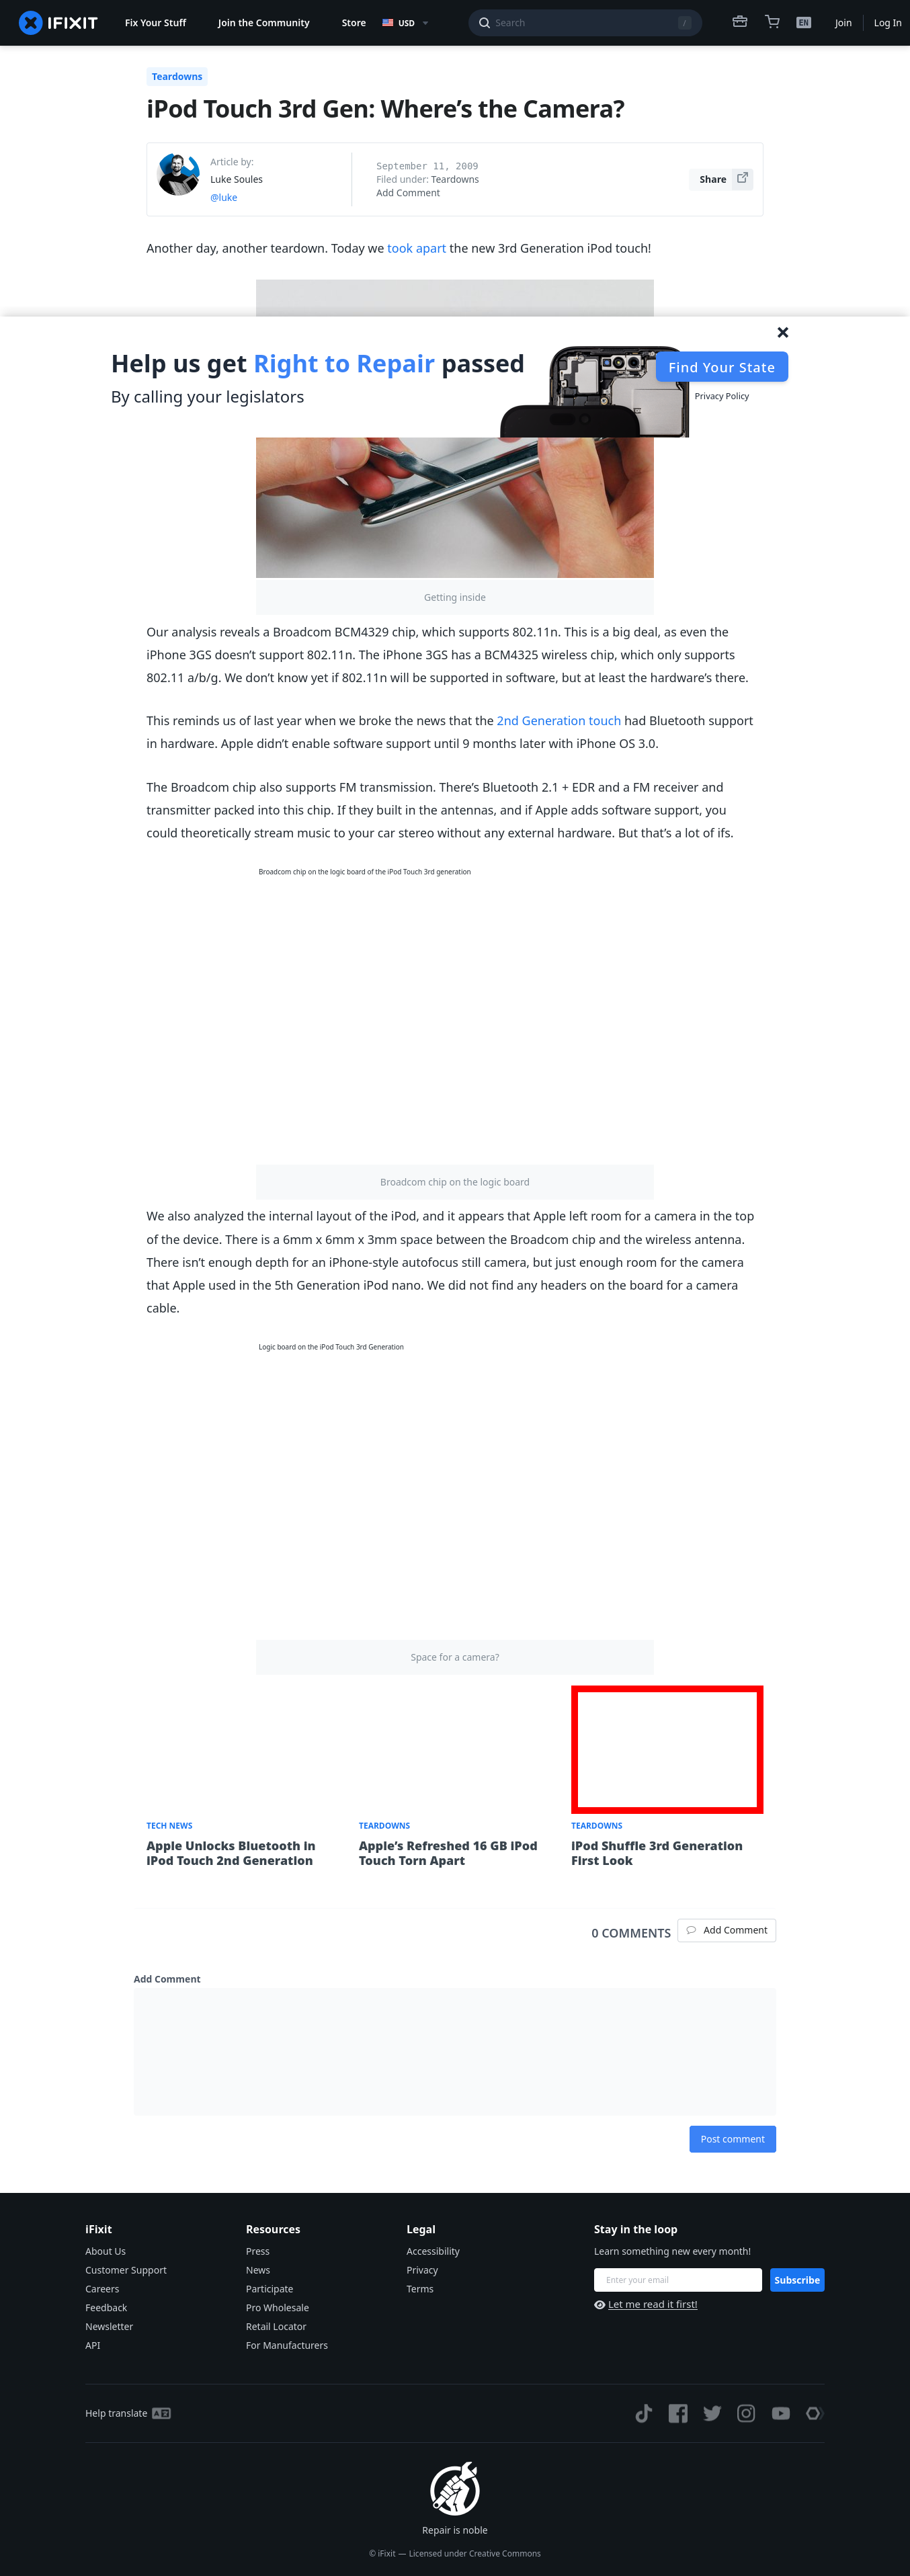 IFIXIT
Fix Your Stuff
Join the Community
Store
USD
Search
/
EN
Join
Log In
Teardowns
iPod Touch 3rd Gen: Where’s the Camera?
Article by:
Luke Soules
@luke
September 11, 2009
Filed under: Teardowns
Add Comment
Share
Another day, another teardown. Today we took apart the new 3rd Generation iPod touch!
Help us get Right to Repair passed
By calling your legislators
Find Your State
Privacy Policy
Getting inside
Our analysis reveals a Broadcom BCM4329 chip, which supports 802.11n. This is a big deal, as even the
iPhone 3GS doesn’t support 802.11n. The iPhone 3GS has a BCM4325 wireless chip, which only supports
802.11 a/b/g. We don’t know yet if 802.11n will be supported in software, but at least the hardware’s there.
This reminds us of last year when we broke the news that the 2nd Generation touch had Bluetooth support
in hardware. Apple didn’t enable software support until 9 months later with iPhone OS 3.0.
The Broadcom chip also supports FM transmission. There’s Bluetooth 2.1 + EDR and a FM receiver and
transmitter packed into this chip. If they built in the antennas, and if Apple adds software support, you
could theoretically stream music to your car stereo without any external hardware. But that’s a lot of ifs.
Broadcom chip on the logic board of the iPod Touch 3rd generation
Broadcom chip on the logic board
We also analyzed the internal layout of the iPod, and it appears that Apple left room for a camera in the top
of the device. There is a 6mm x 6mm x 3mm space between the Broadcom chip and the wireless antenna.
There isn’t enough depth for an iPhone-style autofocus still camera, but just enough room for the camera
that Apple used in the 5th Generation iPod nano. We did not find any headers on the board for a camera
cable.
Logic board on the iPod Touch 3rd Generation
Space for a camera?
TECH NEWS
Apple Unlocks Bluetooth in
iPod Touch 2nd Generation
TEARDOWNS
Apple’s Refreshed 16 GB iPod
Touch Torn Apart
TEARDOWNS
iPod Shuffle 3rd Generation
First Look
0 COMMENTS
Add Comment
Add Comment
Post comment
iFixit
About Us
Customer Support
Careers
Feedback
Newsletter
API
Resources
Press
News
Participate
Pro Wholesale
Retail Locator
For Manufacturers
Legal
Accessibility
Privacy
Terms
Stay in the loop
Learn something new every month!
Enter your email
Subscribe
Let me read it first!
Help translate
Repair is noble
© iFixit — Licensed under Creative Commons